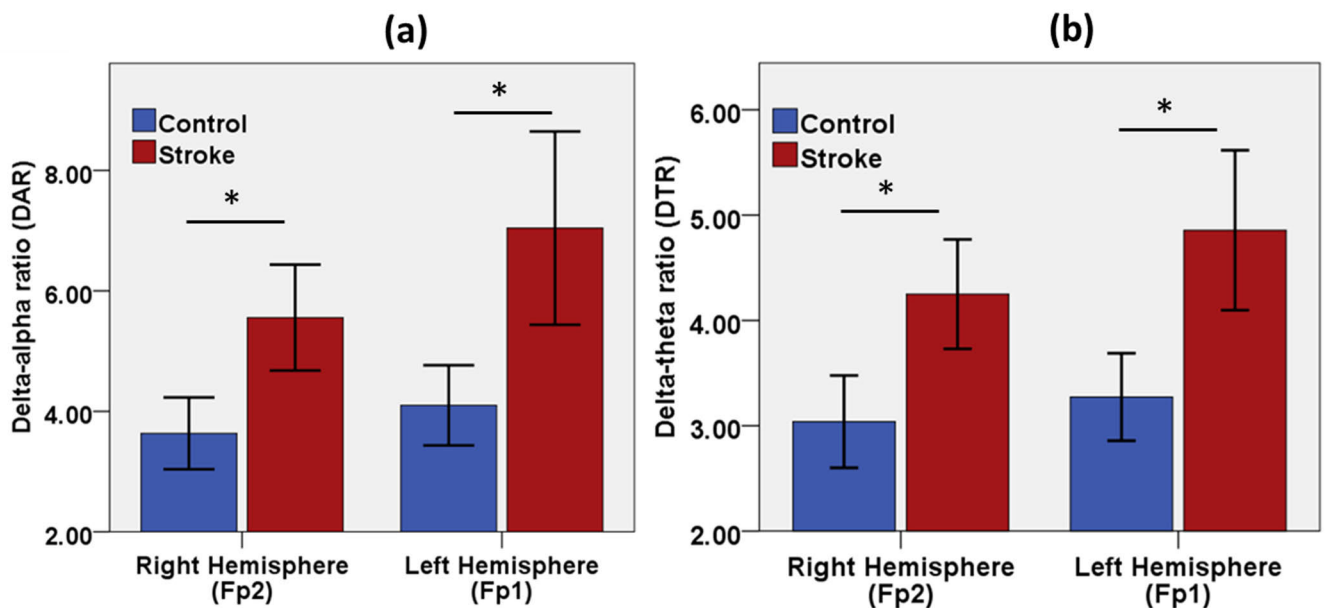 (a)
Control
Stroke
*
*
Delta-alpha ratio (DAR)
8.00
6.00
4.00
2.00
Right Hemisphere
(Fp2)
Left Hemisphere
(Fp1)
(b)
Control
Stroke
*
*
Delta-theta ratio (DTR)
6.00
5.00
4.00
3.00
2.00
Right Hemisphere
(Fp2)
Left Hemisphere
(Fp1)